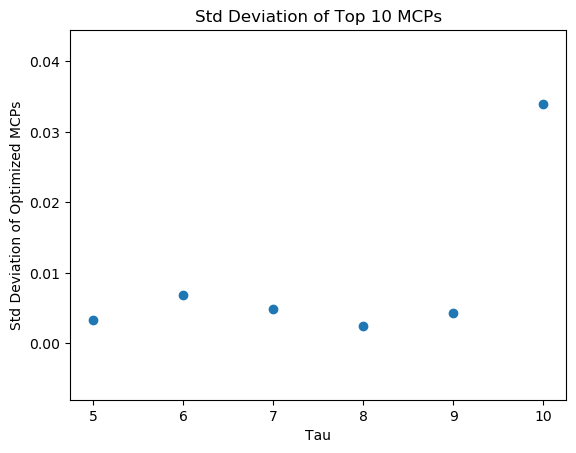 Std Deviation of Top 10 MCPs
Std Deviation of Optimized MCPs
0.04
0.03
0.02
0.01
0.00
5 6 7 8 9 10
Tau